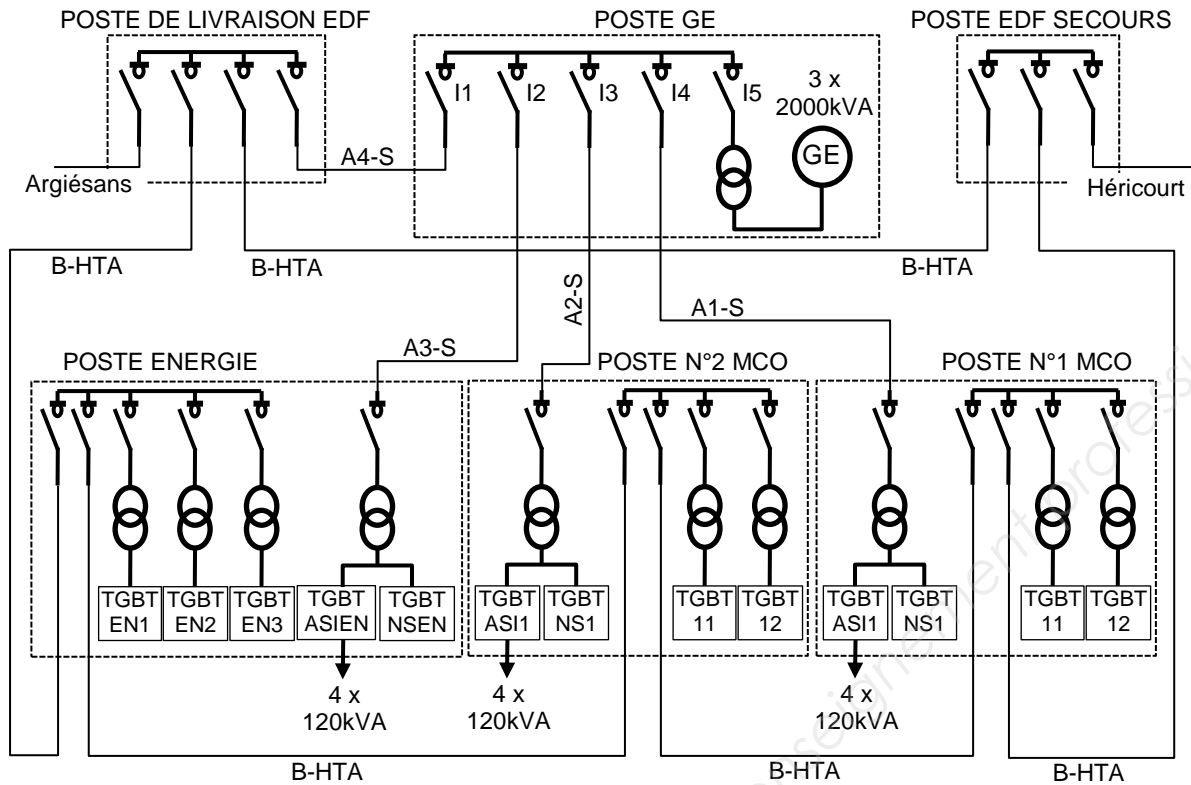 POSTE DE LIVRAISON EDF
POSTE GE
POSTE EDF SECOURS
I1
I2
I3
I4
I5
3 x
2000kVA
GE
A4-S
Argiésans
Héricourt
B-HTA
B-HTA
B-HTA
A2-S
A1-S
A3-S
POSTE ENERGIE
POSTE N°2 MCO
POSTE N°1 MCO
TGBT
EN1
TGBT
EN2
TGBT
EN3
TGBT
ASIEN
TGBT
NSEN
TGBT
ASI1
TGBT
NS1
TGBT
11
TGBT
12
TGBT
ASI1
TGBT
NS1
TGBT
11
TGBT
12
4 x
120kVA
4 x
120kVA
4 x
120kVA
B-HTA
B-HTA
B-HTA